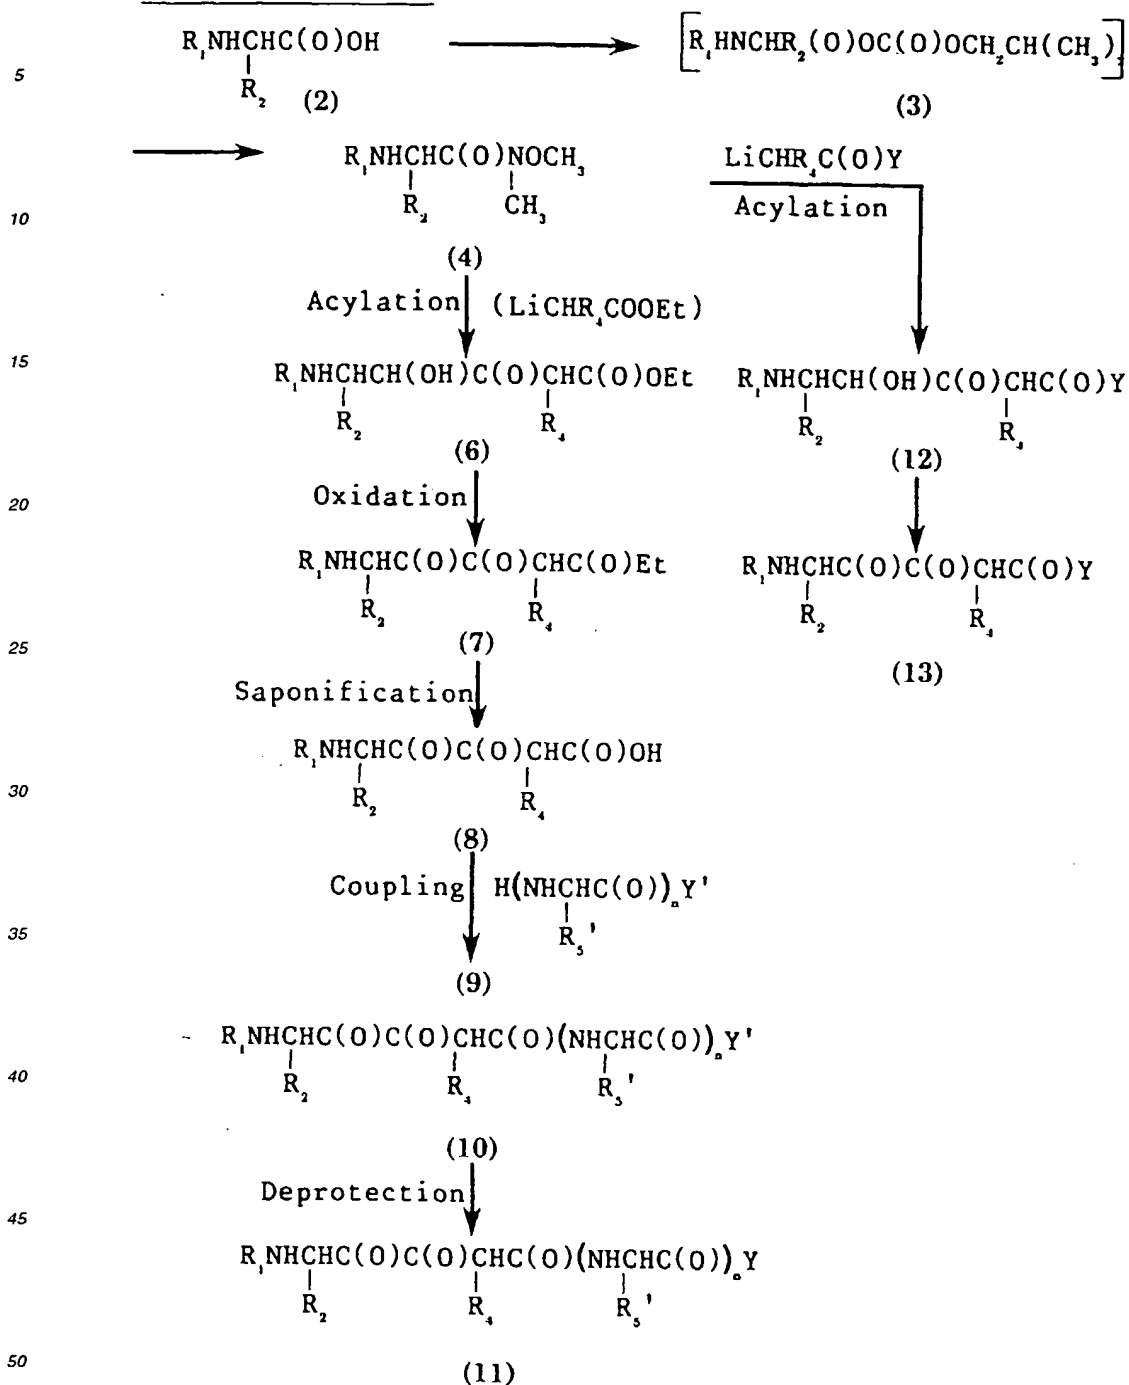 R₁NHCHC(O)OH [R₁HNCHR₂(O)OC(O)OCH₂CH(CH₃)₂]
5
R₂ (2) (3)
R₁NHCHC(O)NOCH₃ LiCHR₄C(O)Y
R₂ CH₃ Acylation
10
(4)
Acylation (LiCHR₄COOEt)
15
R₁NHCHCH(OH)C(O)CHC(O)OEt R₁NHCHCH(OH)C(O)CHC(O)Y
R₂ R₄ R₂ R₄
(6) (12)
20
Oxidation
R₁NHCHC(O)C(O)CHC(O)Et R₁NHCHC(O)C(O)CHC(O)Y
R₂ R₄ R₂ R₄
25
(7) (13)
Saponification
R₁NHCHC(O)C(O)CHC(O)OH
30
R₂ R₄
(8)
Coupling H(NHCHC(O))ₙY'
35
R₅'
(9)
R₁NHCHC(O)C(O)CHC(O)(NHCHC(O))ₙY'
40
R₂ R₄ R₅'
(10)
Deprotection
45
R₁NHCHC(O)C(O)CHC(O)(NHCHC(O))ₙY
R₂ R₄ R₅'
50
(11)